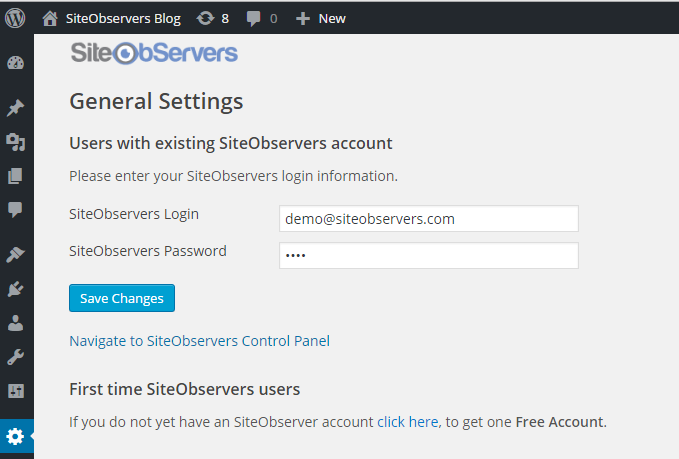 SiteObservers Blog 8 0 + New
SiteObServers
General Settings
Users with existing SiteObservers account
Please enter your SiteObservers login information.
SiteObservers Login demo@siteobservers.com
SiteObservers Password ••••
Save Changes
Navigate to SiteObservers Control Panel
First time SiteObservers users
If you do not yet have an SiteObserver account click here, to get one Free Account.